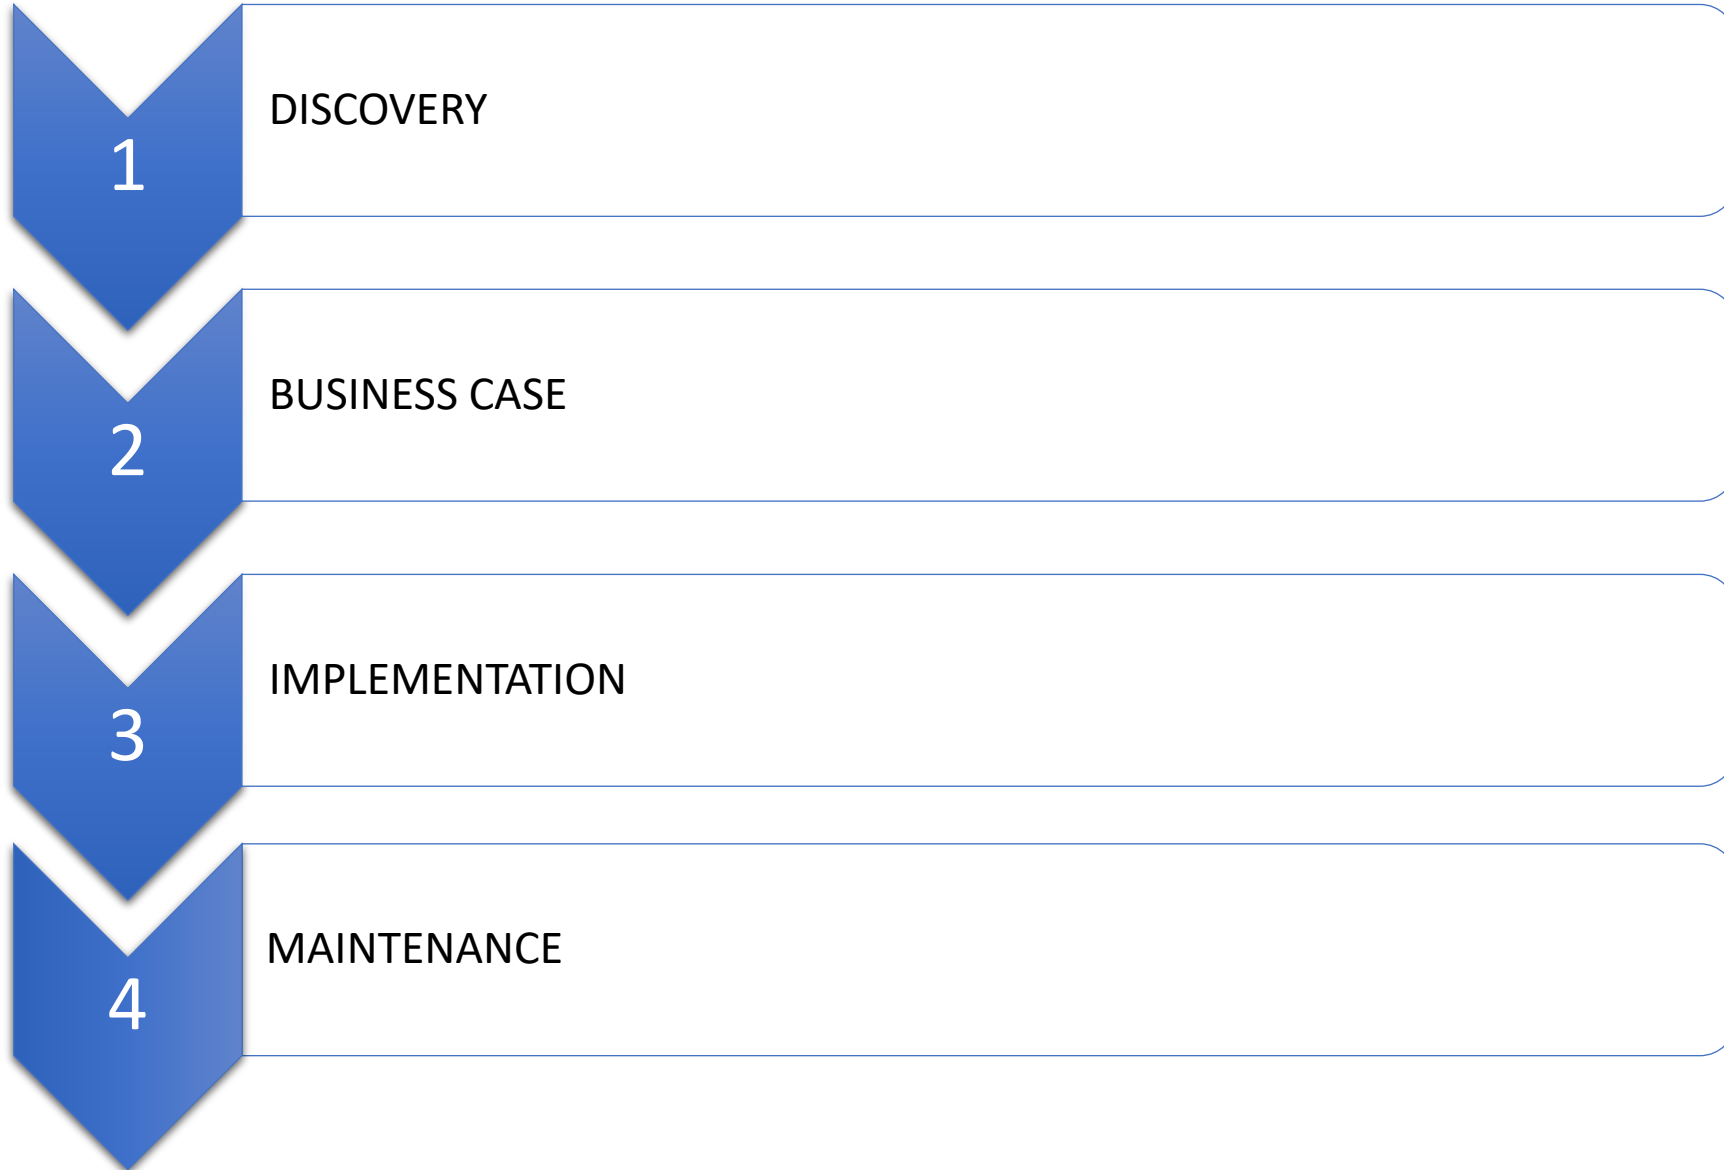 1
DISCOVERY
2
BUSINESS CASE
3
IMPLEMENTATION
4
MAINTENANCE